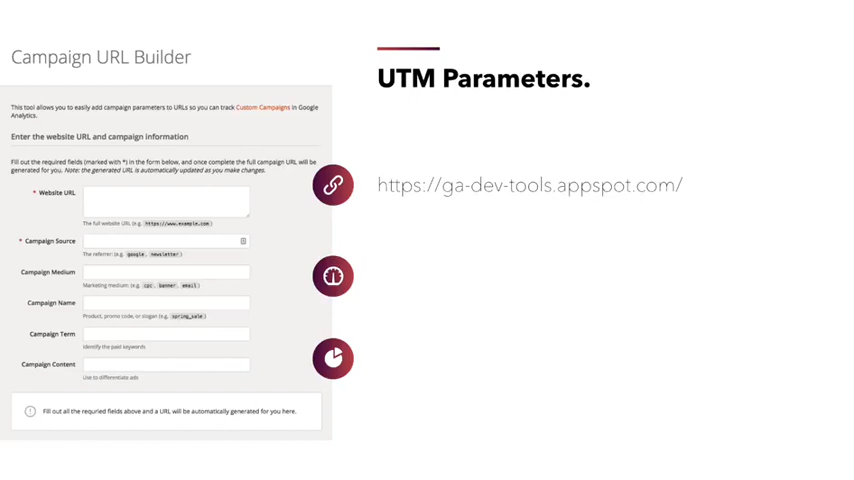 Campaign URL Builder
This tool allows you to easily add campaign parameters to URLs so you can track Custom Campaigns in Google
Analytics.
Enter the website URL and campaign information
Fill out the required fields (marked with *) in the form below, and once complete the full campaign URL will be
generated for you. Note: the generated URL is automatically updated as you make changes.
* Website URL
The full website URL (e.g. https://www.example.com)
* Campaign Source
The referrer: (e.g. google, newsletter)
Campaign Medium
Marketing medium: (e.g. cpc, banner, email)
Campaign Name
Product, promo code, or slogan (e.g. spring_sale)
Campaign Term
Identify the paid keywords
Campaign Content
Use to differentiate ads
Fill out all the requried fields above and a URL will be automatically generated for you here.
UTM Parameters.
https://ga-dev-tools.appspot.com/